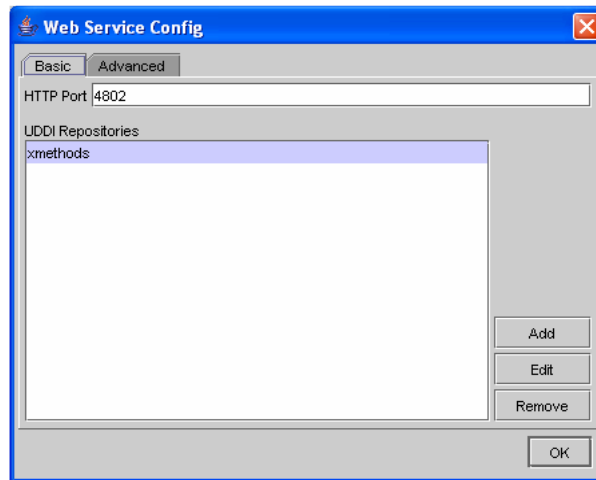 Web Service Config
Basic Advanced
HTTP Port 4802
UDDI Repositories
xmethods
Add
Edit
Remove
OK